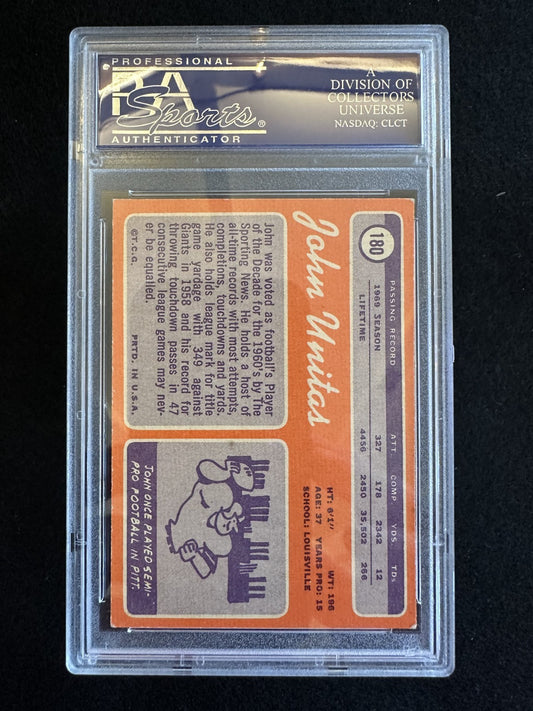 PROFESSIONAL
PSA
Sports®
AUTHENTICATOR
A
DIVISION OF
COLLECTORS
UNIVERSE
NASDAQ: CLCT
180
PASSING RECORD
ATT. COMP. YDS. TDs.
1969 SEASON 327 178 2342 12
LIFETIME 4456 2450 35,502 266
John Unitas
HT: 6'1" WT: 196
AGE: 37 YEARS PRO: 15
SCHOOL: LOUISVILLE
John was voted as football's Player
of the Decade for the 1960's by The
Sporting News. He holds a host of
all-time records with most attempts,
completions, touchdowns and yards.
He also holds league mark for title
game yardage with 349 against
Giants in 1958 and his record for
throwing touchdown passes in 47
consecutive league games may nev-
er be equalled.
©T.C.G. PRTD. IN U.S.A.
JOHN ONCE PLAYED SEMI-
PRO FOOTBALL IN PITT.